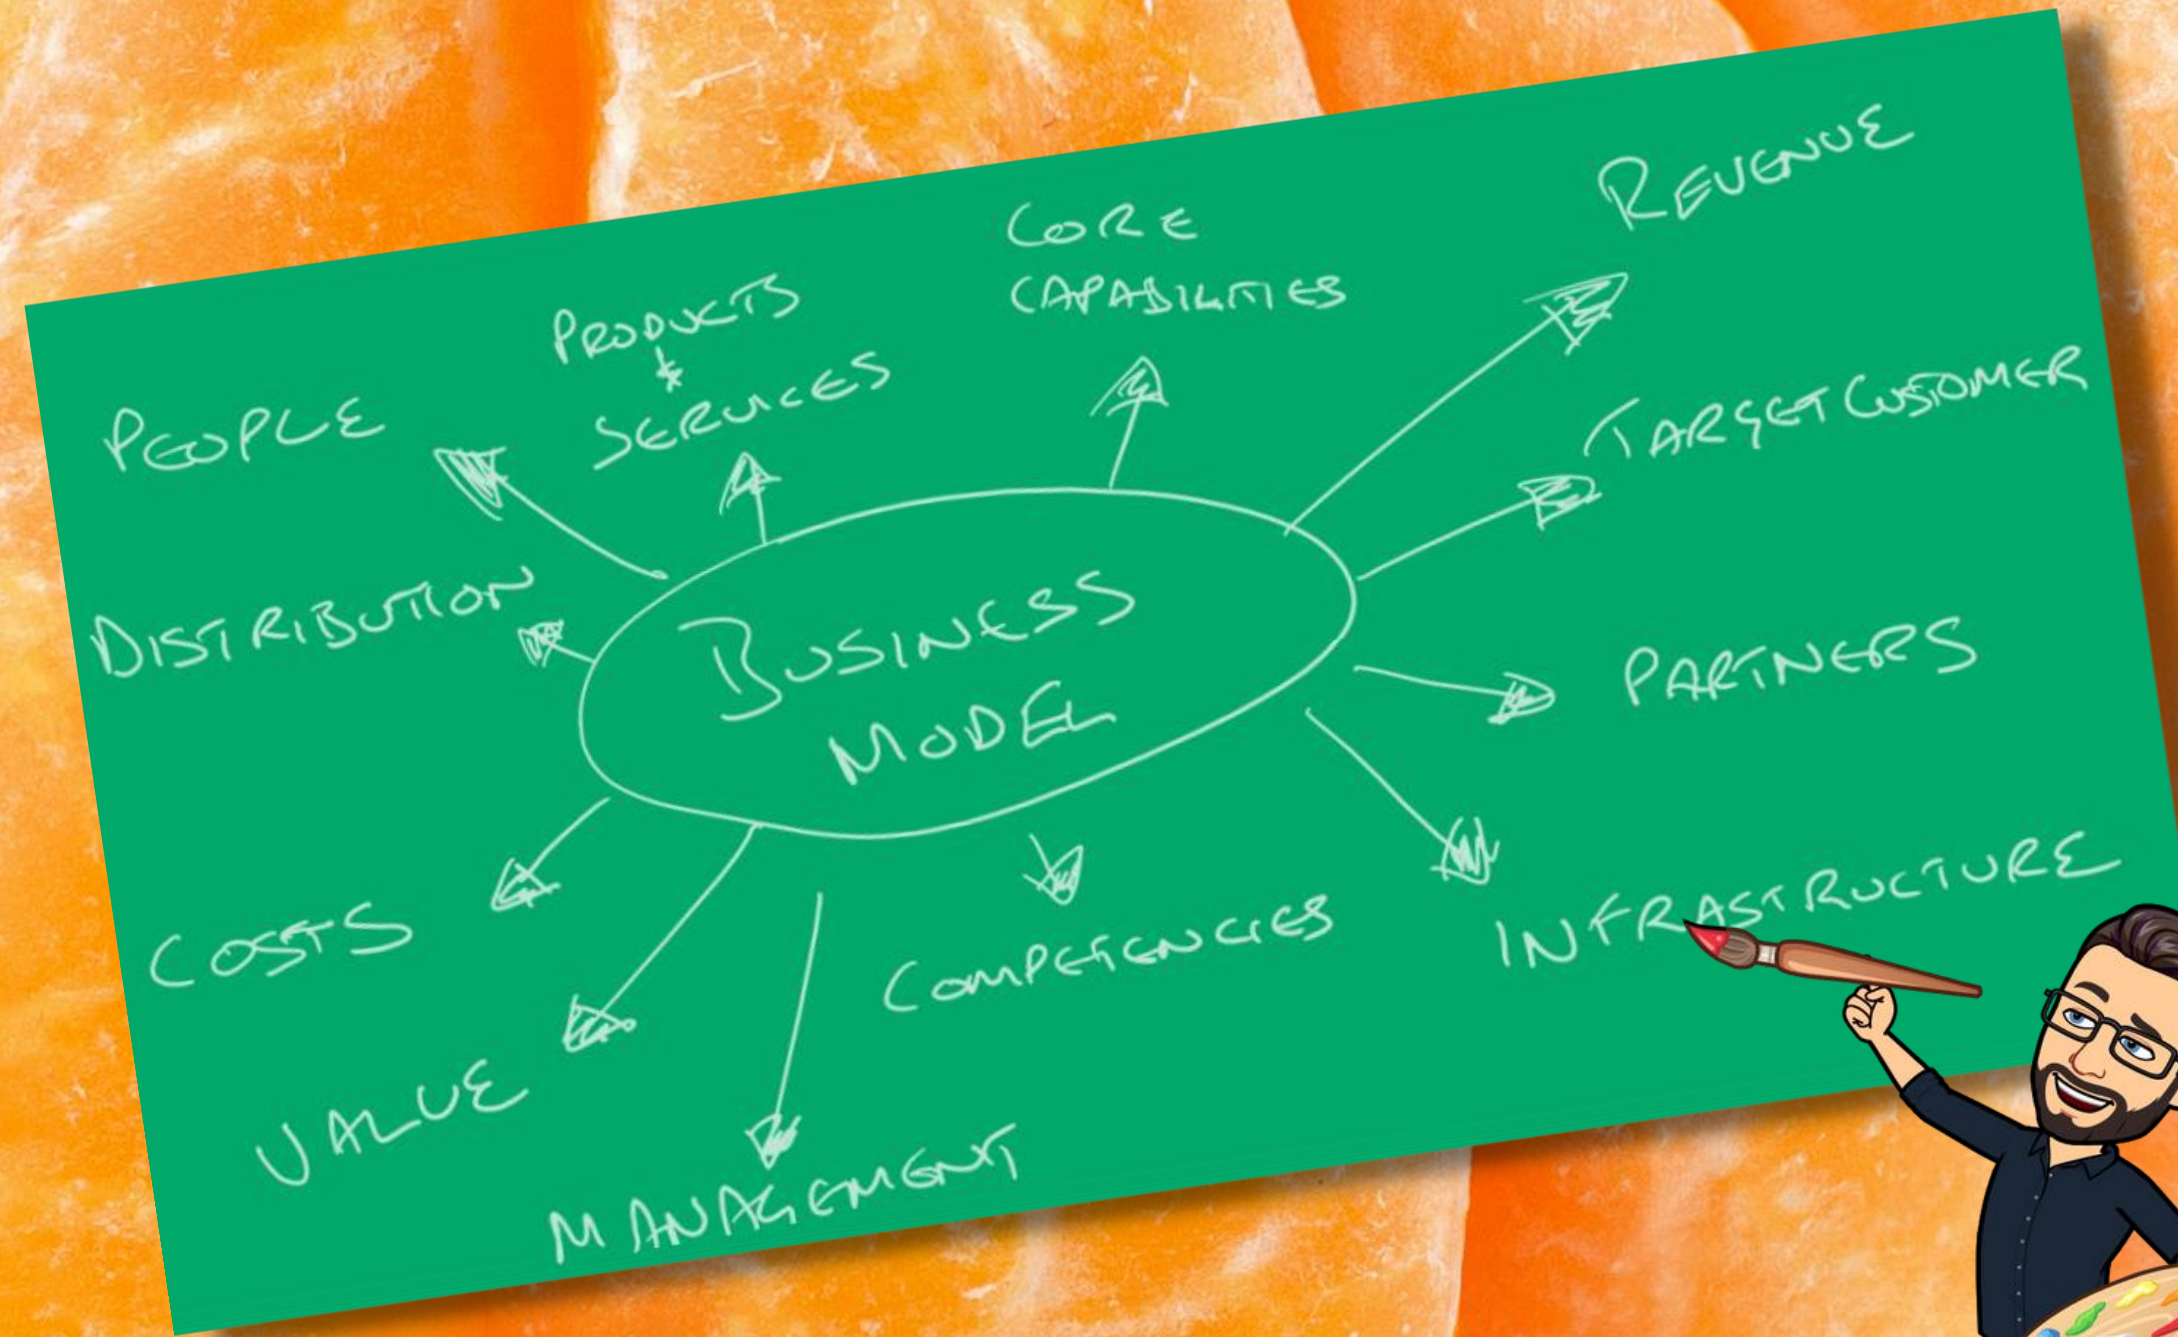 REVENUE
CORE
CAPABILITIES
PRODUCTS
&
SERVICES
PEOPLE
TARGET CUSTOMER
DISTRIBUTION
BUSINESS
MODEL
PARTNERS
COSTS
COMPETENCIES
INFRASTRUCTURE
VALUE
MANAGEMENT